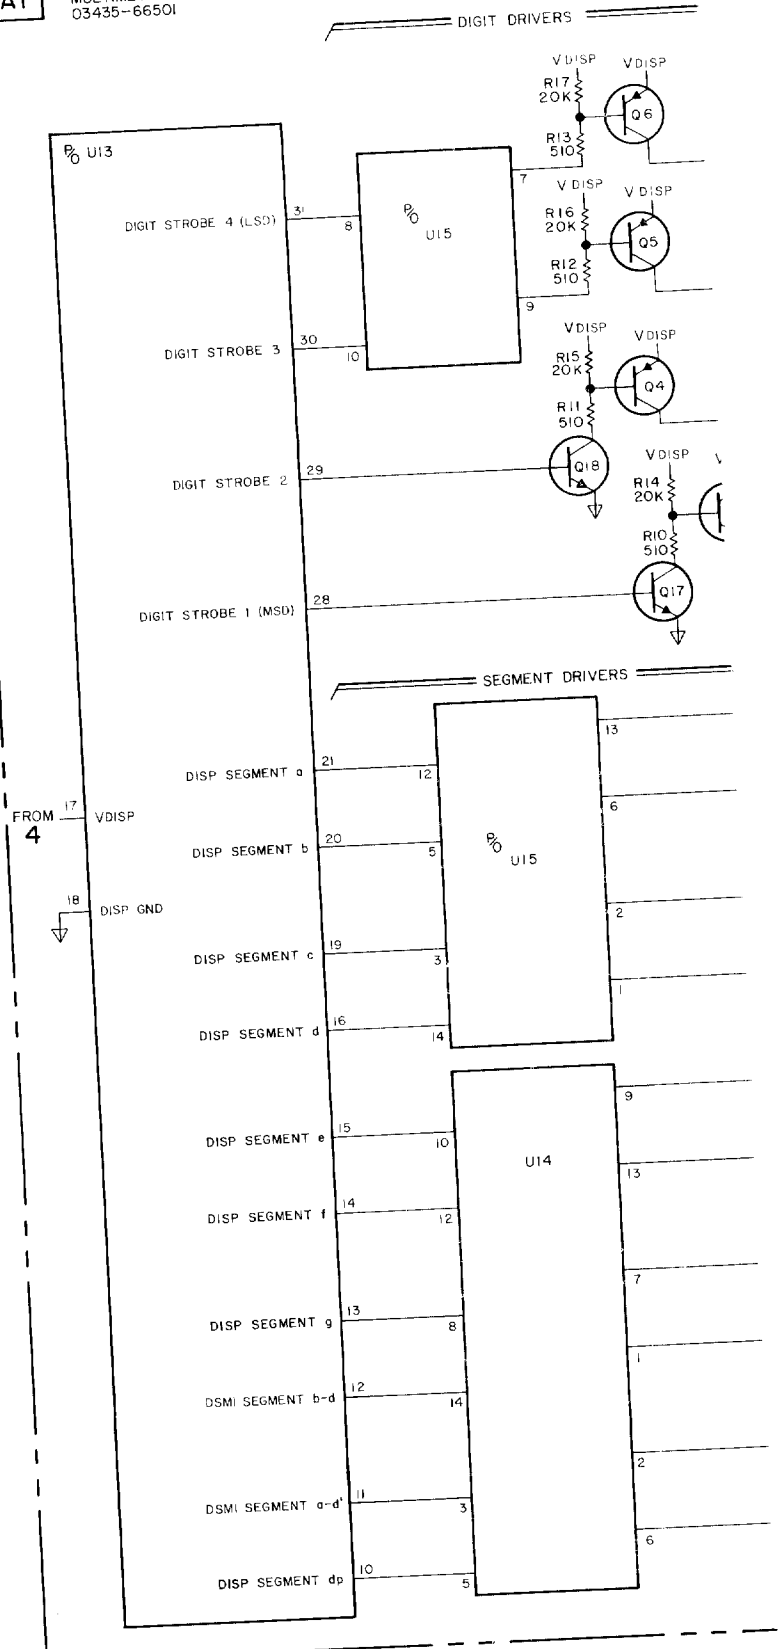 03435-66501
DIGIT DRIVERS
VDISP
VDISP
R17
20K
Q6
R13
510
P/O U13
7
VDISP
VDISP
31
DIGIT STROBE 4 (LSD)
8
P/O
U15
R16
20K
Q5
R12
510
9
30
DIGIT STROBE 3
10
VDISP
VDISP
R15
20K
Q4
R11
510
29
DIGIT STROBE 2
Q18
VDISP
R14
20K
R10
510
28
DIGIT STROBE 1 (MSD)
Q17
SEGMENT DRIVERS
13
21
DISP SEGMENT a
12
FROM
4
17
VDISP
6
20
DISP SEGMENT b
5
P/O
U15
18
DISP GND
2
19
DISP SEGMENT c
3
1
16
DISP SEGMENT d
14
9
15
DISP SEGMENT e
10
U14
13
14
DISP SEGMENT f
12
7
13
DISP SEGMENT g
8
1
12
DSMI SEGMENT b-d
14
2
11
DSMI SEGMENT a-d'
3
6
10
DISP SEGMENT dp
5